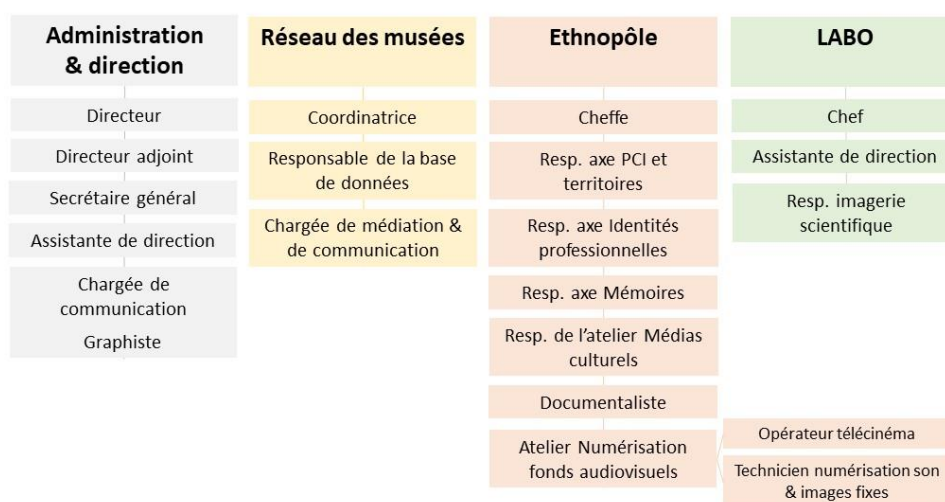 Administration
& direction
Directeur
Directeur adjoint
Secrétaire général
Assistante de direction
Chargée de
communication
Graphiste
Réseau des musées
Coordinatrice
Responsable de la base
de données
Chargée de médiation &
de communication
Ethnopôle
Cheffe
Resp. axe PCI et
territoires
Resp. axe Identités
professionnelles
Resp. axe Mémoires
Resp. de l’atelier Médias
culturels
Documentaliste
Atelier Numérisation
fonds audiovisuels
Opérateur télécinéma
Technicien numérisation son
& images fixes
LABO
Chef
Assistante de direction
Resp. imagerie
scientifique